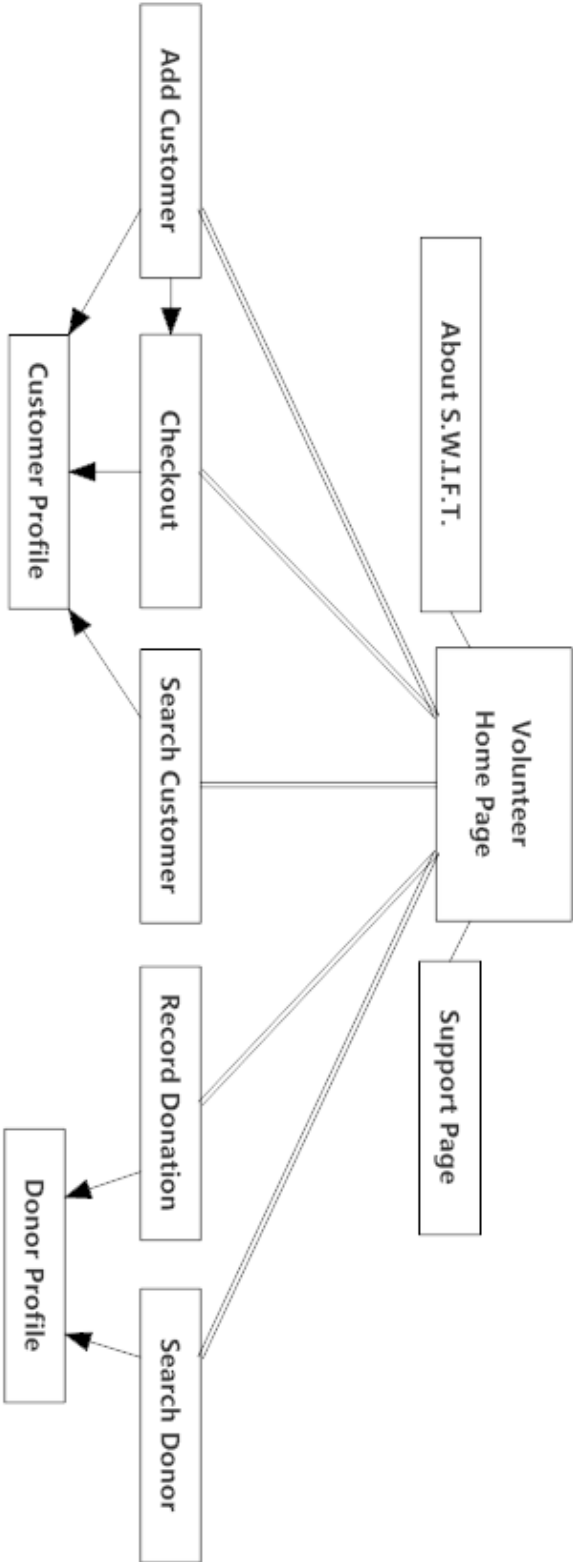 Volunteer
Home Page
About S.W.I.F.T.
Support Page
Add Customer
Checkout
Search Customer
Record Donation
Search Donor
Customer Profile
Donor Profile